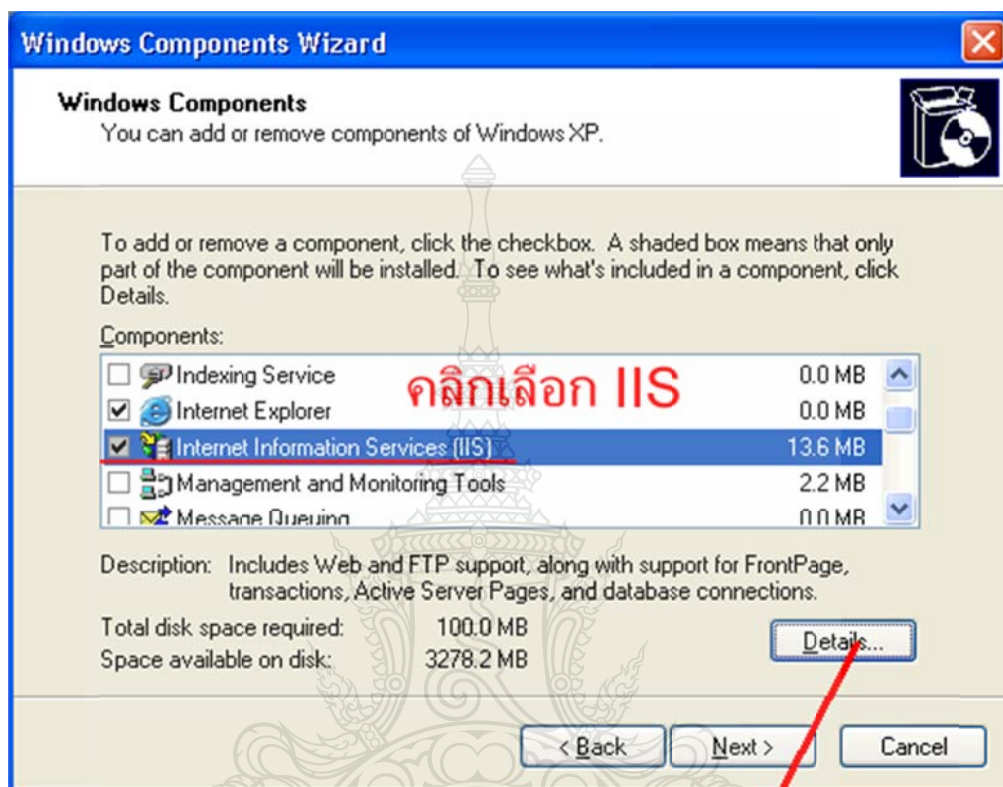 Windows Components Wizard
Windows Components
You can add or remove components of Windows XP.
To add or remove a component, click the checkbox. A shaded box means that only
part of the component will be installed. To see what's included in a component, click
Details.
Components:
Indexing Service 0.0 MB
คลิกเลือก IIS
Internet Explorer 0.0 MB
Internet Information Services (IIS) 13.6 MB
Management and Monitoring Tools 2.2 MB
Message Queuing 0.0 MB
Description: Includes Web and FTP support, along with support for FrontPage,
transactions, Active Server Pages, and database connections.
Total disk space required: 100.0 MB
Space available on disk: 3278.2 MB
Details...
< Back Next > Cancel